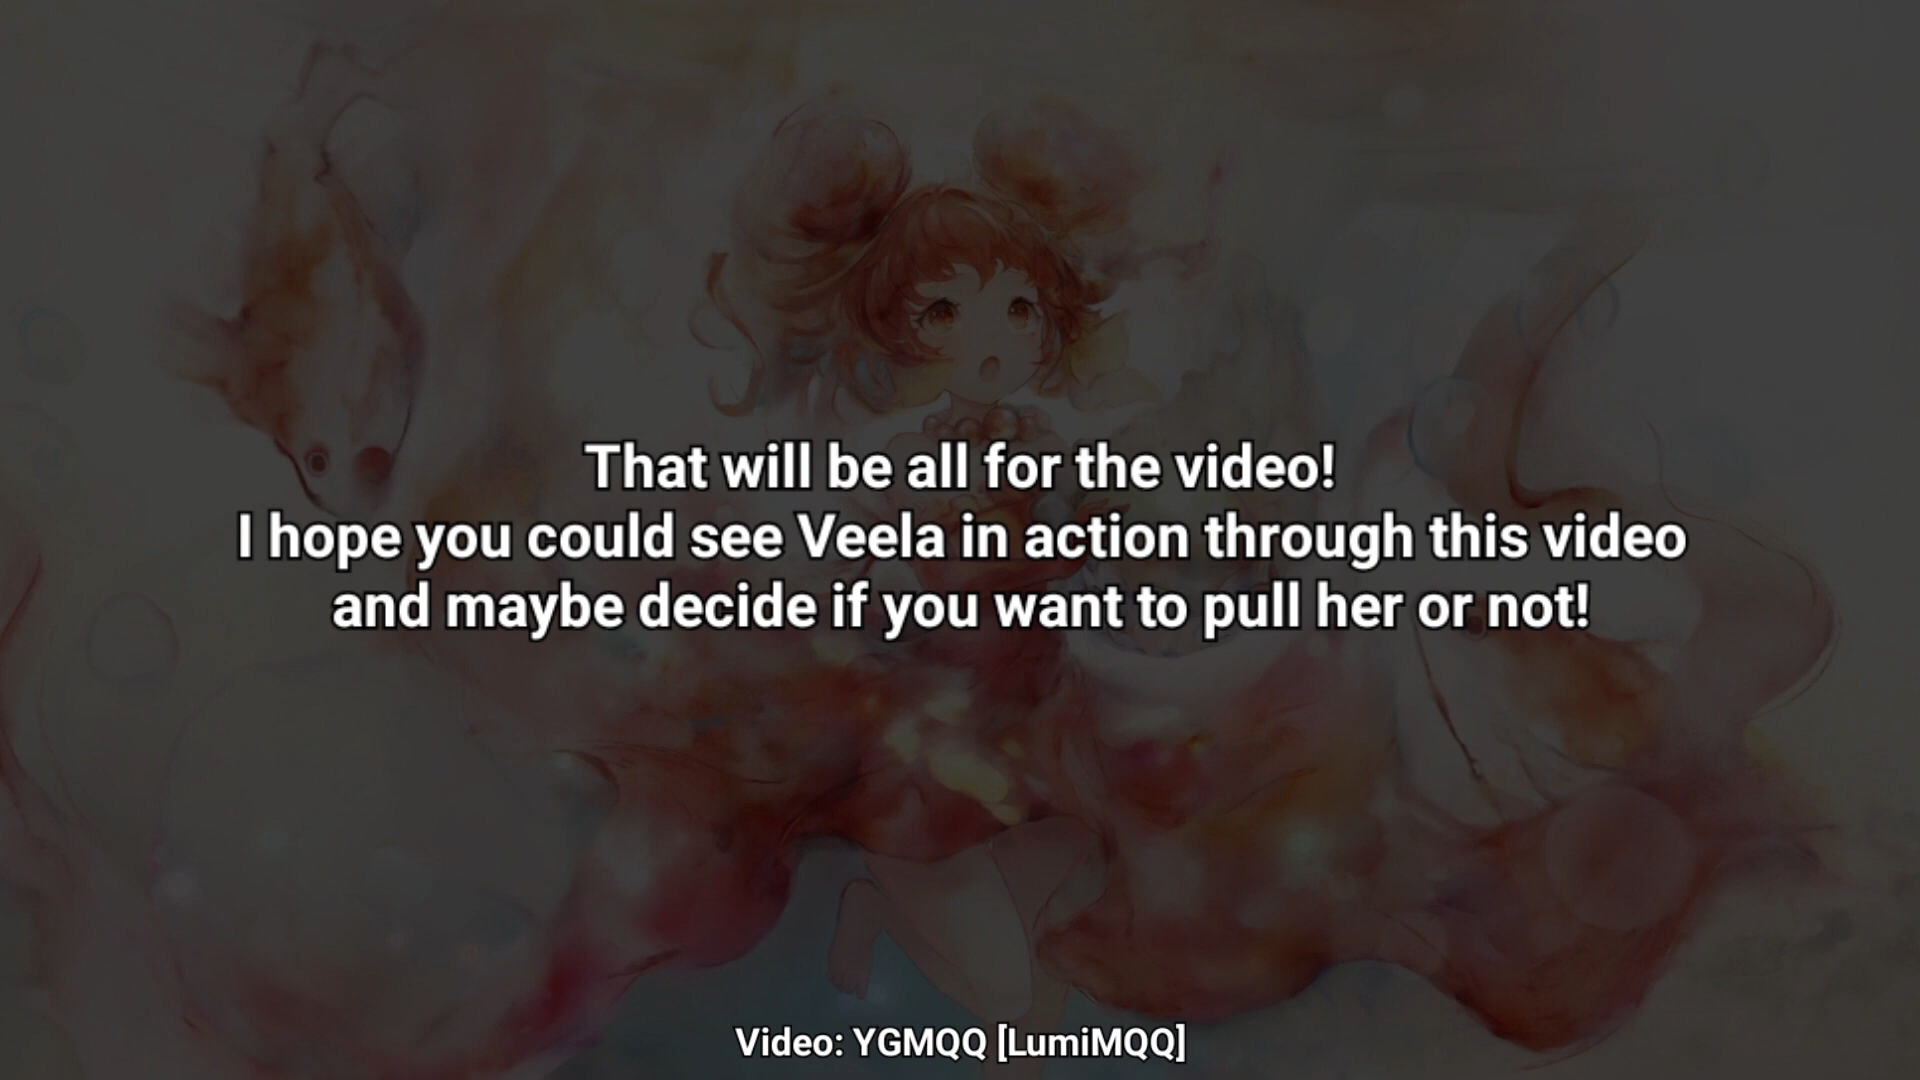 That will be all for the video!
I hope you could see Veela in action through this video
and maybe decide if you want to pull her or not!
Video: YGMQQ [LumiMQQ]